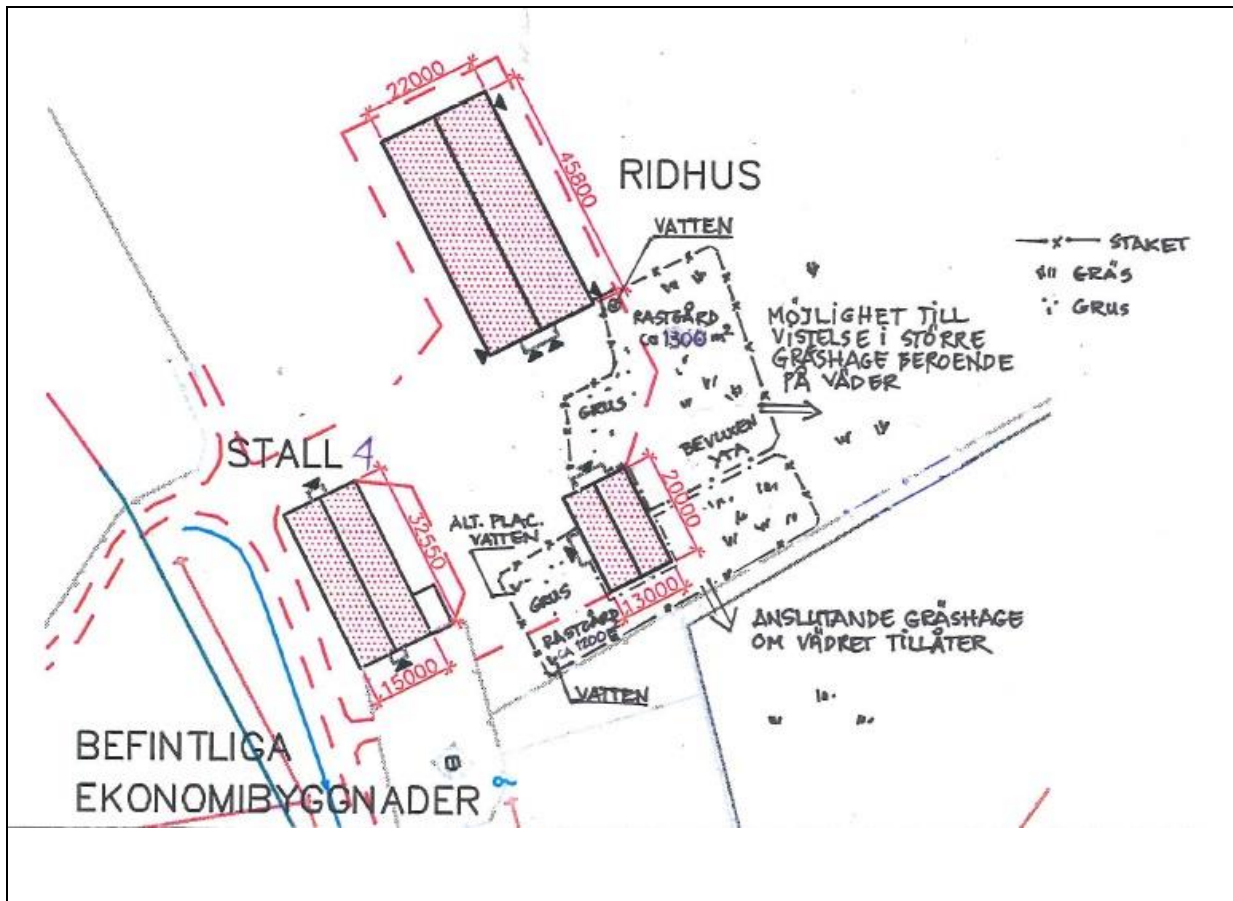 22000
45800
RIDHUS
VATTEN
STAKET
GRÄS
GRUS
RASTGÅRD
ca 1300 m²
MÖJLIGHET TILL
VISTELSE I STÖRRE
GRÄSHAGE BEROENDE
PÅ VÄDER
GRUS
BEVUXEN
YTA
STALL 4
32550
15000
ALT. PLAC.
VATTEN
20000
13000
GRUS
RASTGÅRD
CA 1200
VATTEN
ANSLUTANDE GRÄSHAGE
OM VÄDRET TILLÅTER
BEFINTLIGA
EKONOMIBYGGNADER